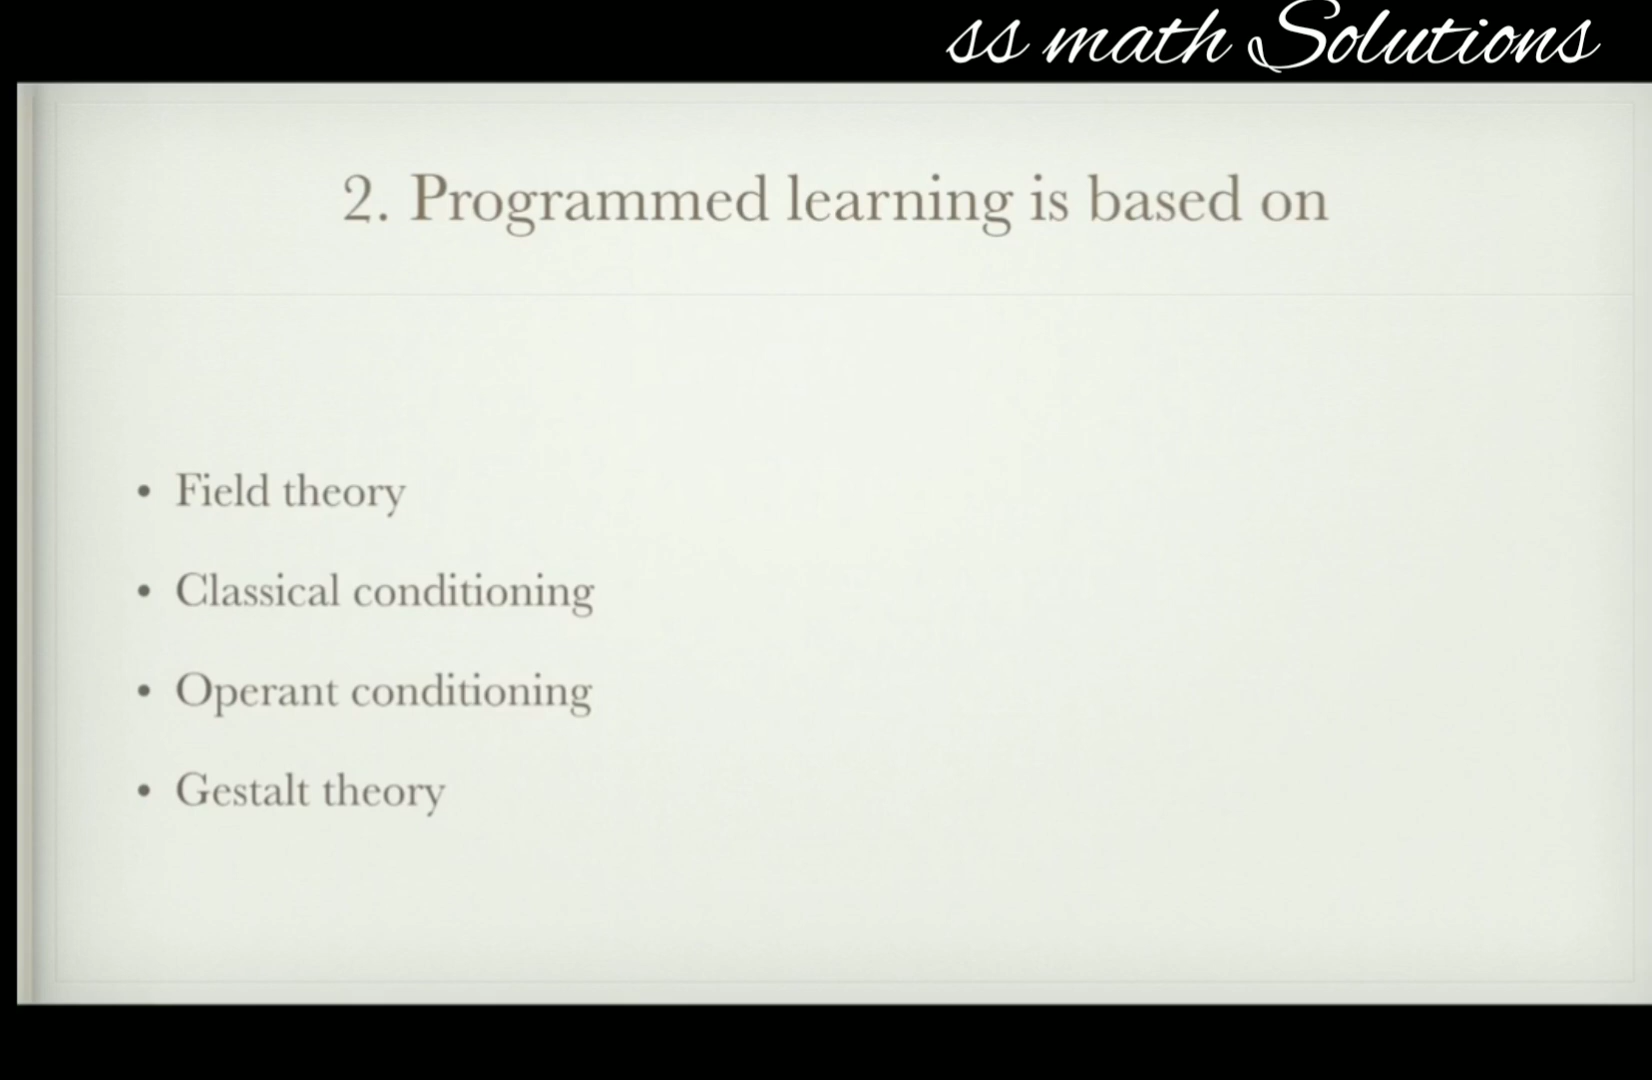 ss math Solutions
2. Programmed learning is based on
• Field theory
• Classical conditioning
• Operant conditioning
• Gestalt theory